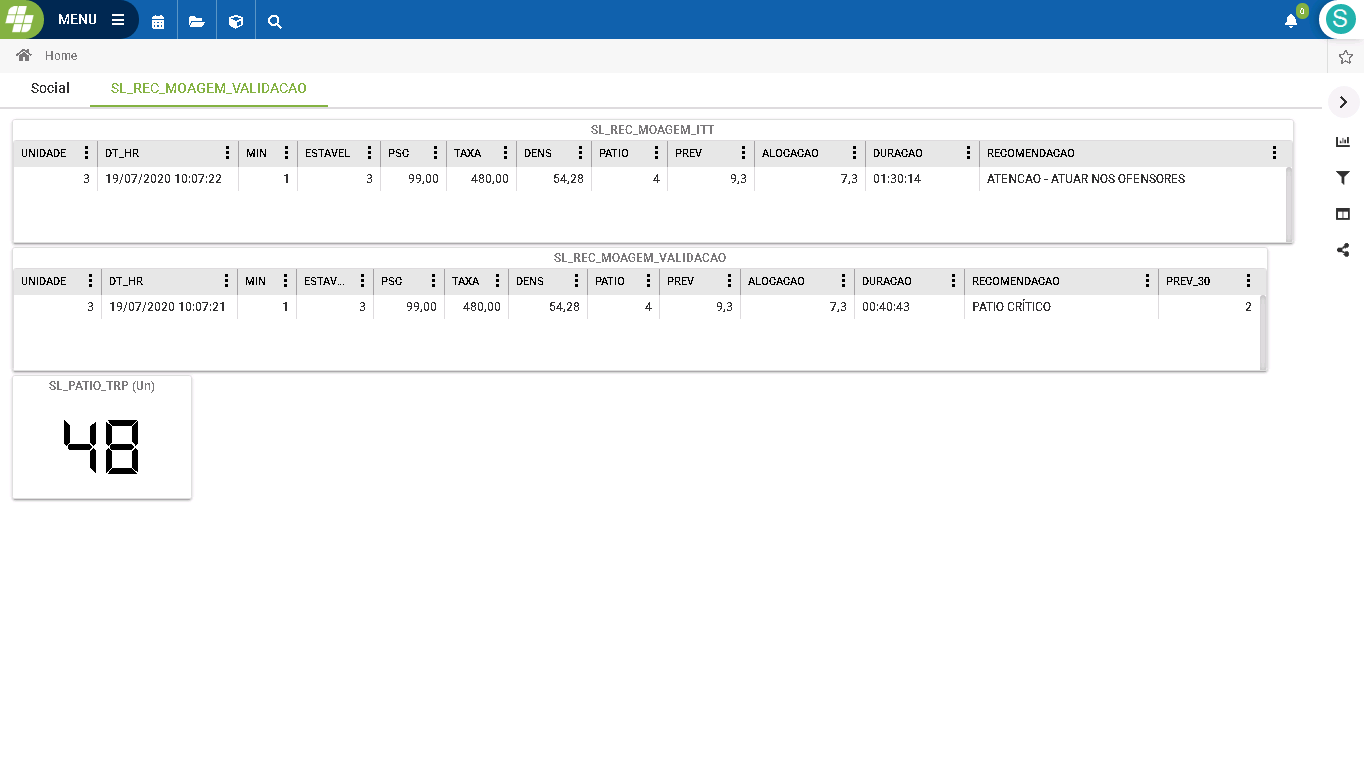 MENU
0
S
Home
Social SL_REC_MOAGEM_VALIDACAO
SL_REC_MOAGEM_ITT
UNIDADE DT_HR MIN ESTAVEL PSC TAXA DENS PATIO PREV ALOCACAO DURACAO RECOMENDACAO
3 19/07/2020 10:07:22 1 3 99,00 480,00 54,28 4 9,3 7,3 01:30:14 ATENCAO - ATUAR NOS OFENSORES
SL_REC_MOAGEM_VALIDACAO
UNIDADE DT_HR MIN ESTAV... PSC TAXA DENS PATIO PREV ALOCACAO DURACAO RECOMENDACAO PREV_30
3 19/07/2020 10:07:21 1 3 99,00 480,00 54,28 4 9,3 7,3 00:40:43 PATIO CRÍTICO 2
SL_PATIO_TRP (Un)
48